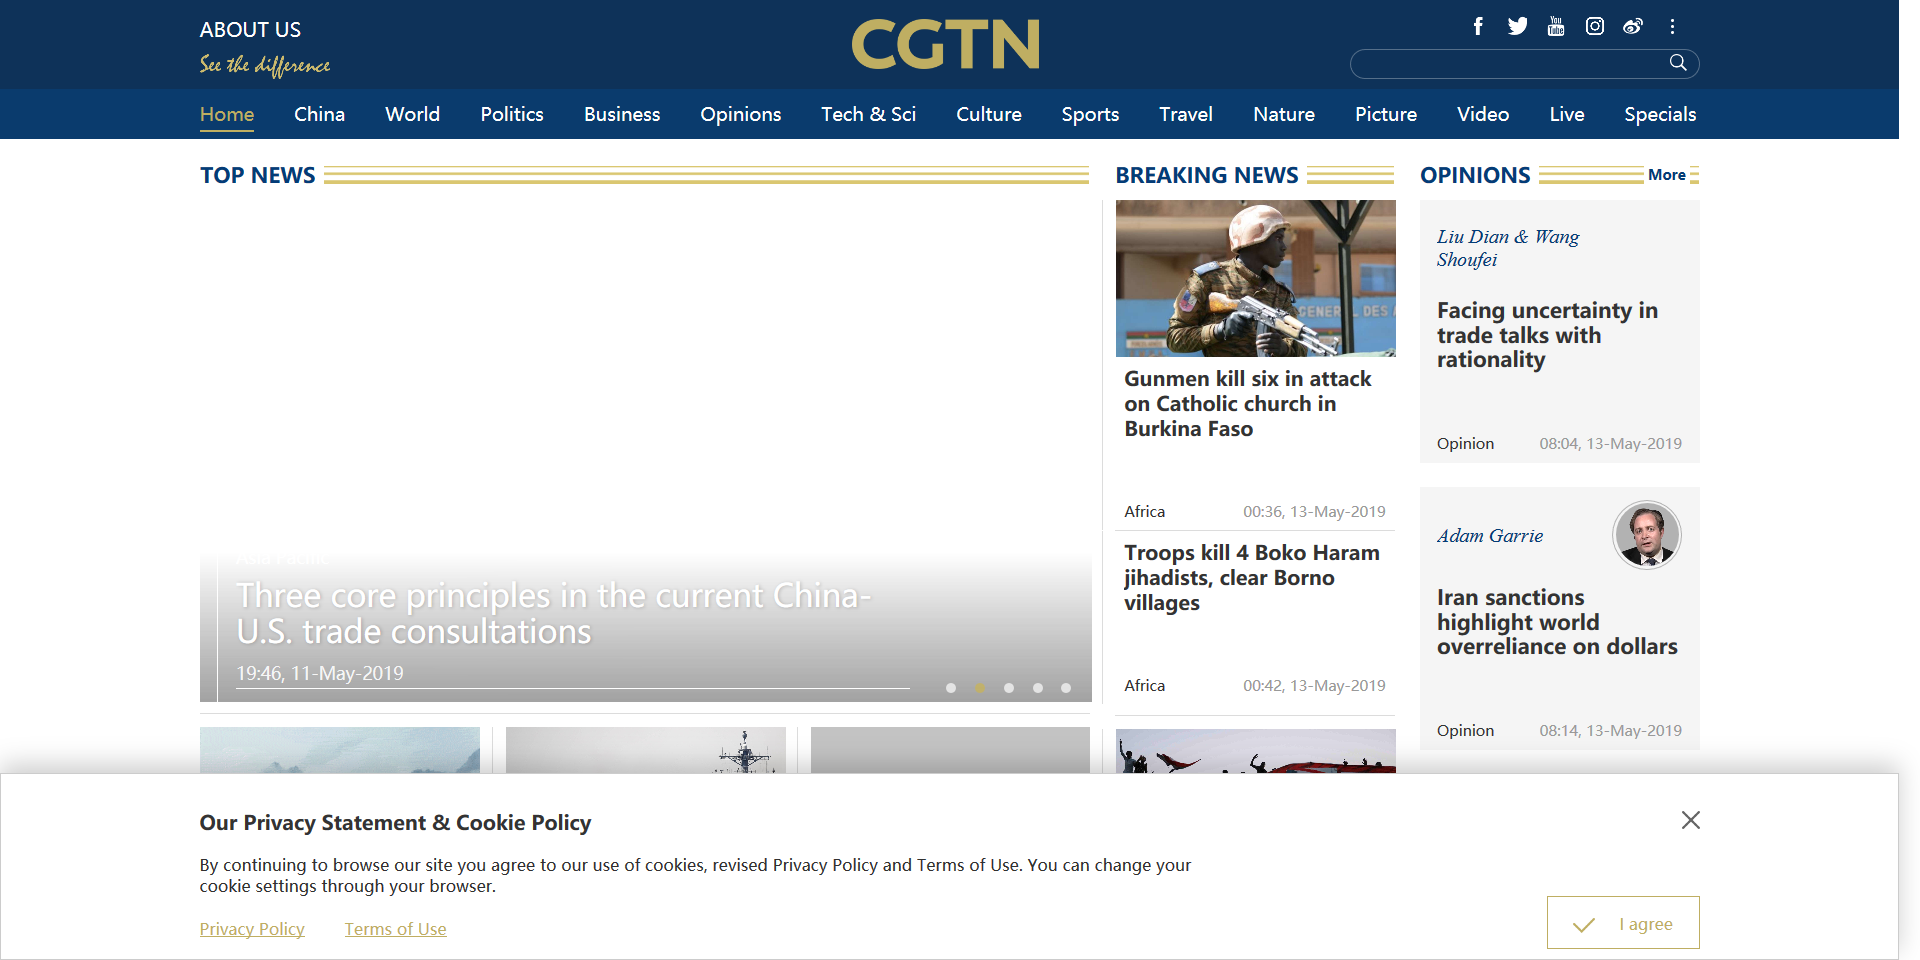 ABOUT US
See the difference
CGTN
Home China World Politics Business Opinions Tech & Sci Culture Sports Travel Nature Picture Video Live Specials
TOP NEWS
Asia Pacific
Three core principles in the current China-
U.S. trade consultations
19:46, 11-May-2019
BREAKING NEWS
GENERAL DES
Gunmen kill six in attack
on Catholic church in
Burkina Faso
Africa 00:36, 13-May-2019
Troops kill 4 Boko Haram
jihadists, clear Borno
villages
Africa 00:42, 13-May-2019
OPINIONS More
Liu Dian & Wang
Shoufei
Facing uncertainty in
trade talks with
rationality
Opinion 08:04, 13-May-2019
Adam Garrie
Iran sanctions
highlight world
overreliance on dollars
Opinion 08:14, 13-May-2019
Our Privacy Statement & Cookie Policy
By continuing to browse our site you agree to our use of cookies, revised Privacy Policy and Terms of Use. You can change your
cookie settings through your browser.
Privacy Policy Terms of Use
I agree